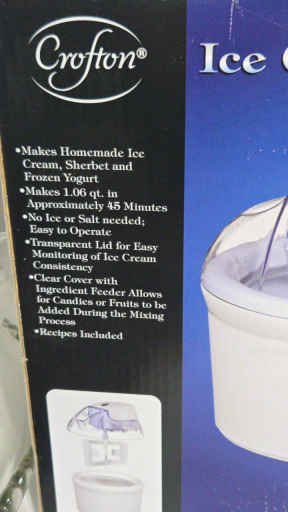 Crofton®
Ice
•Makes Homemade Ice
Cream, Sherbet and
Frozen Yogurt
•Makes 1.06 qt. in
Approximately 45 Minutes
•No Ice or Salt needed;
Easy to Operate
•Transparent Lid for Easy
Monitoring of Ice Cream
Consistency
•Clear Cover with
Ingredient Feeder Allows
for Candies or Fruits to be
Added During the Mixing
Process
•Recipes Included